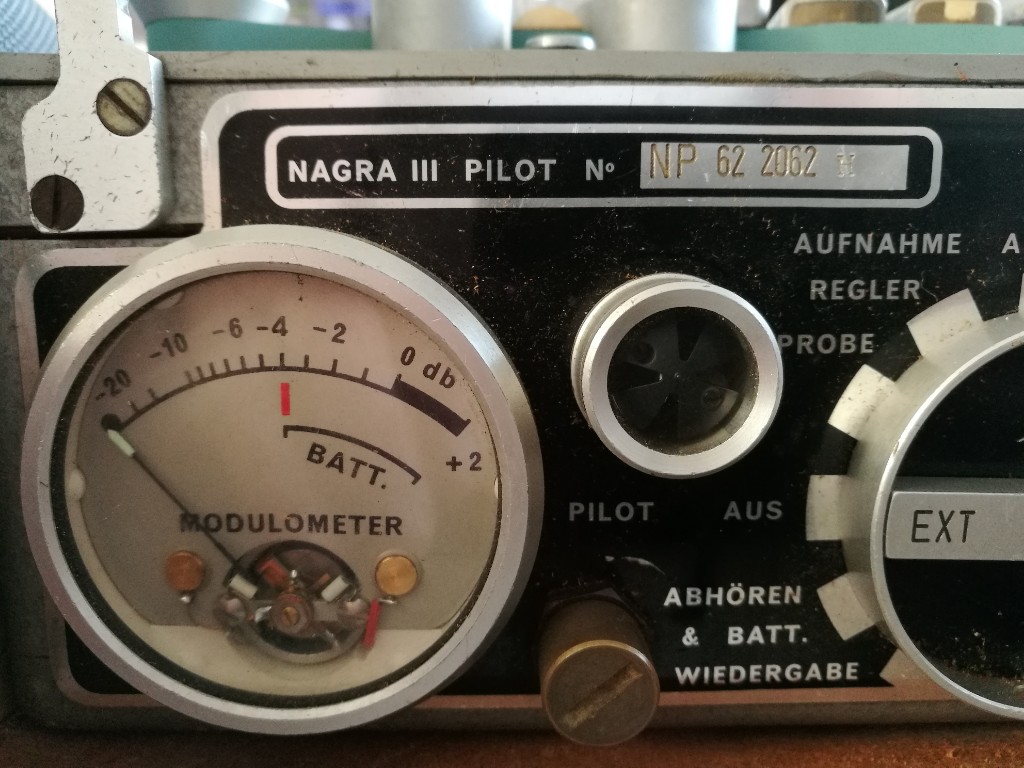 NAGRA III PILOT Nº NP 62 2062
AUFNAHME A
REGLER
PROBE
-20 -10 -6 -4 -2 0 db
+2
BATT.
MODULOMETER
PILOT AUS
EXT
ABHÖREN
& BATT.
WIEDERGABE